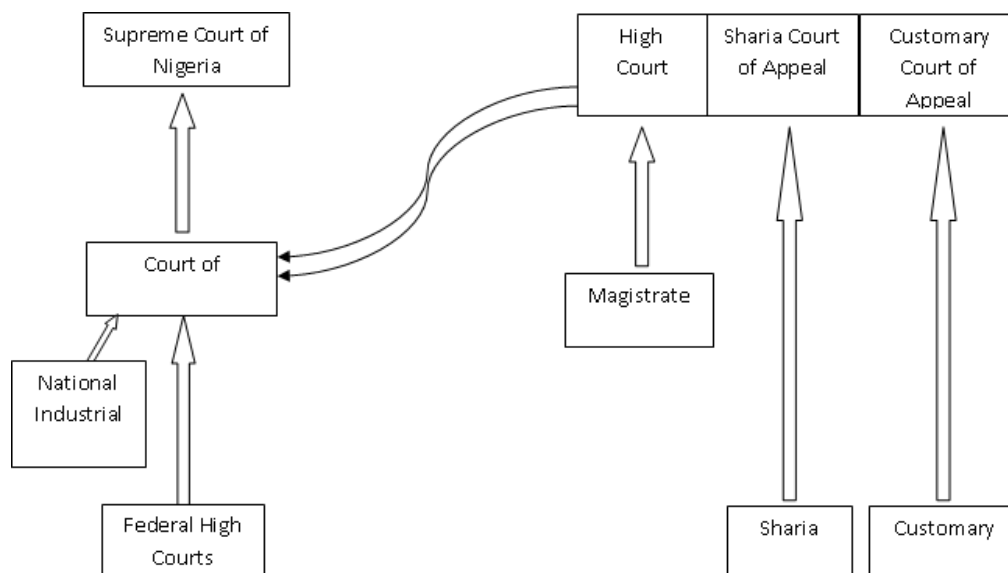 Supreme Court of
Nigeria
High
Court
Sharia Court
of Appeal
Customary
Court of
Appeal
Court of
Magistrate
National
Industrial
Federal High
Courts
Sharia
Customary